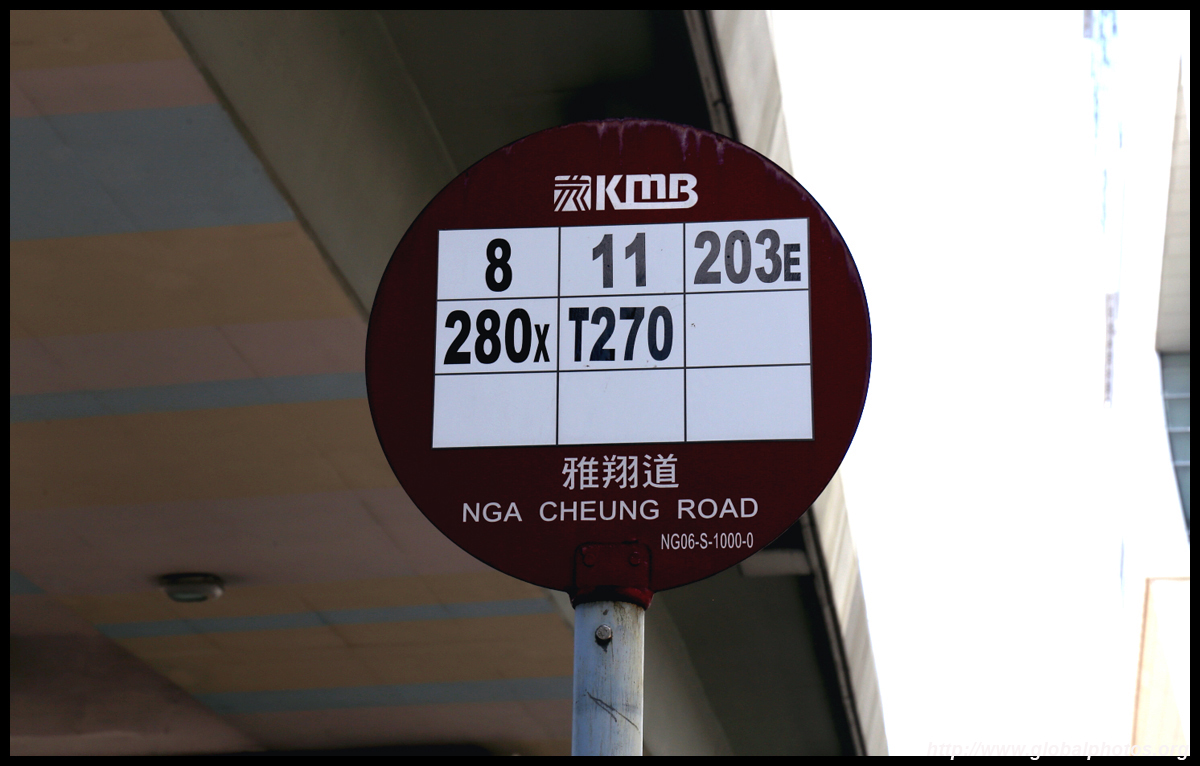 KMB
8 11 203E
280X T270
雅翔道
NGA CHEUNG ROAD
NG06-S-1000-0
http://www.globalphotos.org